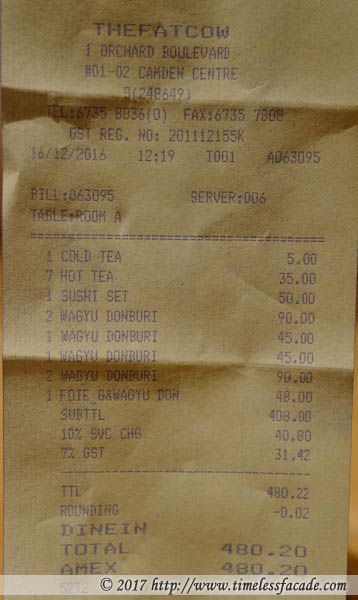 THEFATCOW
1 ORCHARD BOULEVARD
#01-02 CAMDEN CENTRE
S(248649)
TEL:6735 8836(O) FAX:6735 7808
GST REG. NO: 201112155K
16/12/2016 12:19 T001 A063095
BILL:063095 SERVER:006
TABLE:ROOM A
1 COLD TEA 5.00
7 HOT TEA 35.00
1 SUSHI SET 50.00
2 WAGYU DONBURI 90.00
1 WAGYU DONBURI 45.00
1 WAGYU DONBURI 45.00
2 WAGYU DONBURI 90.00
1 FOIE G&WAGYU DON 48.00
SUBTTL 408.00
10% SVC CHG 40.80
7% GST 31.42
TTL 480.22
ROUNDING -0.02
DINEIN
TOTAL 480.20
AMEX 480.20
5272
© 2017 http://www.timelessfacade.com